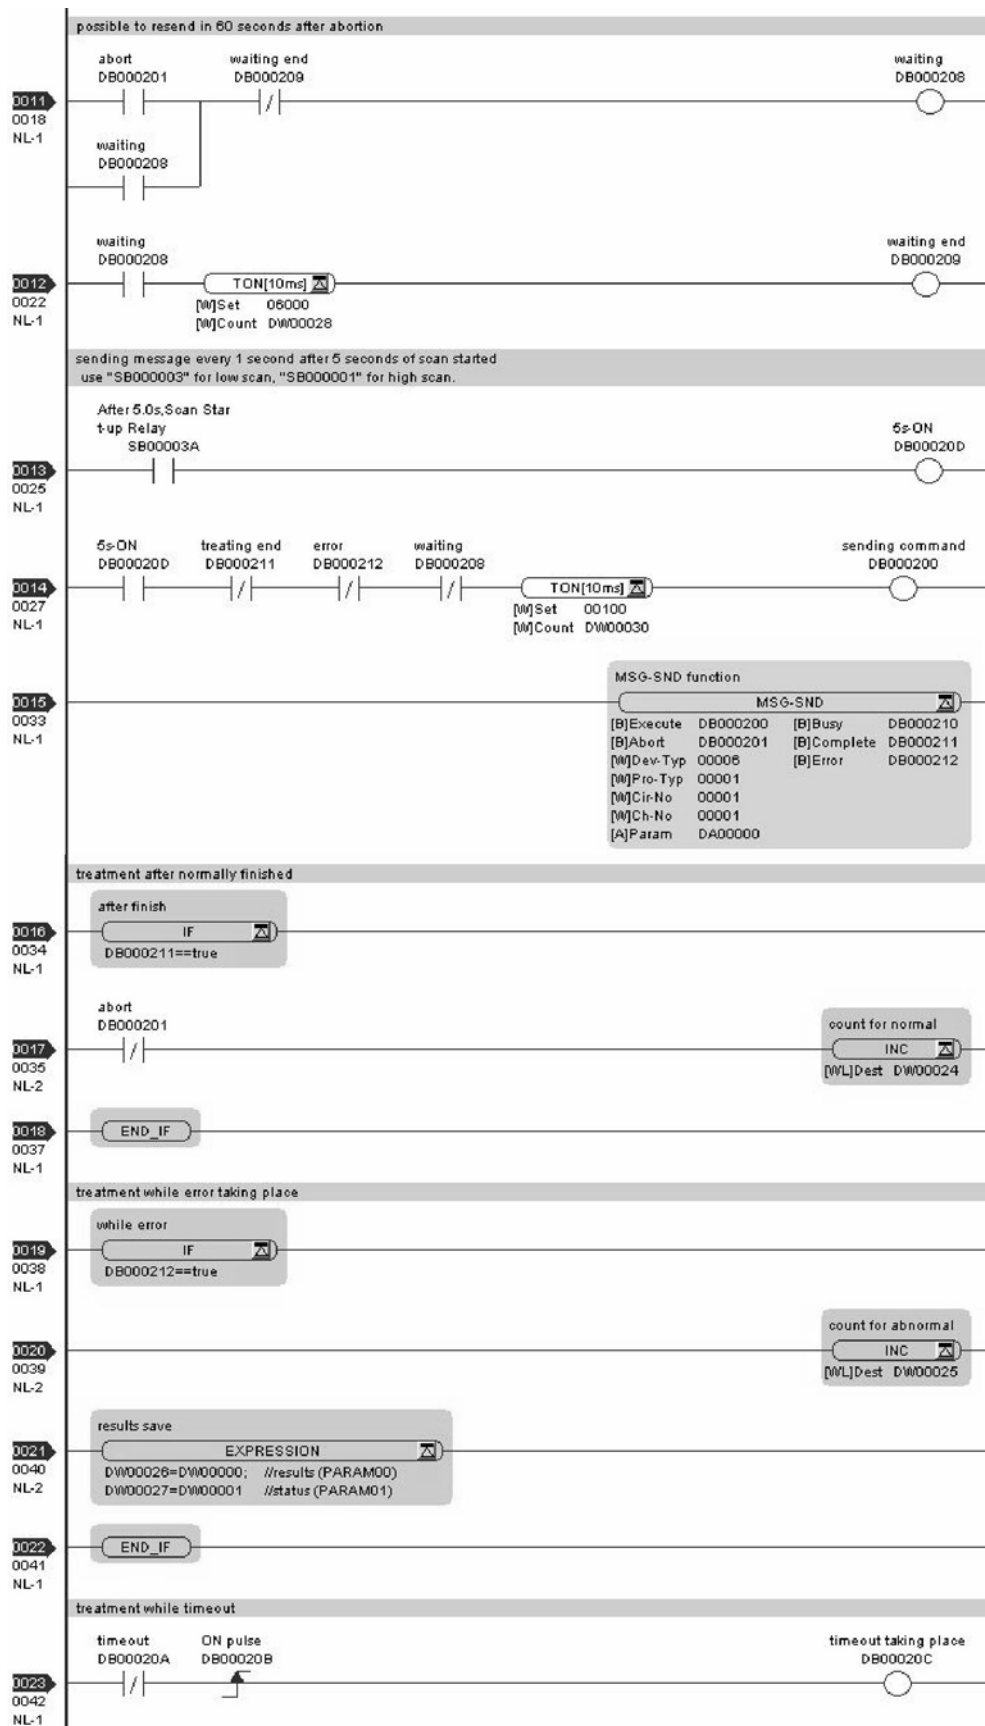 possible to resend in 60 seconds after abortion
abort waiting end waiting
DB000201 DB000209 DB000208
0011
0018
NL-1
waiting
DB000208
waiting waiting end
DB000208 DB000209
0012 TON[10ms]
0022 [W]Set 06000
NL-1 [W]Count DW00028
sending message every 1 second after 5 seconds of scan started
use "SB000003" for low scan, "SB000001" for high scan.
After 5.0s,Scan Star
t-up Relay 5s-ON
SB00003A DB00020D
0013
0025
NL-1
5s-ON treating end error waiting sending command
DB00020D DB000211 DB000212 DB000208 DB000200
0014 TON[10ms]
0027 [W]Set 00100
NL-1 [W]Count DW00030
MSG-SND function
0015 MSG-SND
0033 [B]Execute DB000200 [B]Busy DB000210
NL-1 [B]Abort DB000201 [B]Complete DB000211
[W]Dev-Typ 00006 [B]Error DB000212
[W]Pro-Typ 00001
[W]Cir-No 00001
[W]Ch-No 00001
[A]Param DA00000
treatment after normally finished
after finish
0016 IF
0034 DB000211==true
NL-1
abort
DB000201 count for normal
0017 INC
0035 [WL]Dest DW00024
NL-2
0018 END_IF
0037
NL-1
treatment while error taking place
while error
0019 IF
0038 DB000212==true
NL-1
count for abnormal
0020 INC
0039 [WL]Dest DW00025
NL-2
results save
0021 EXPRESSION
0040 DW00026=DW00000; //results (PARAM00)
NL-2 DW00027=DW00001 //status (PARAM01)
0022 END_IF
0041
NL-1
treatment while timeout
timeout ON pulse timeout taking place
DB00020A DB00020B DB00020C
0023
0042
NL-1